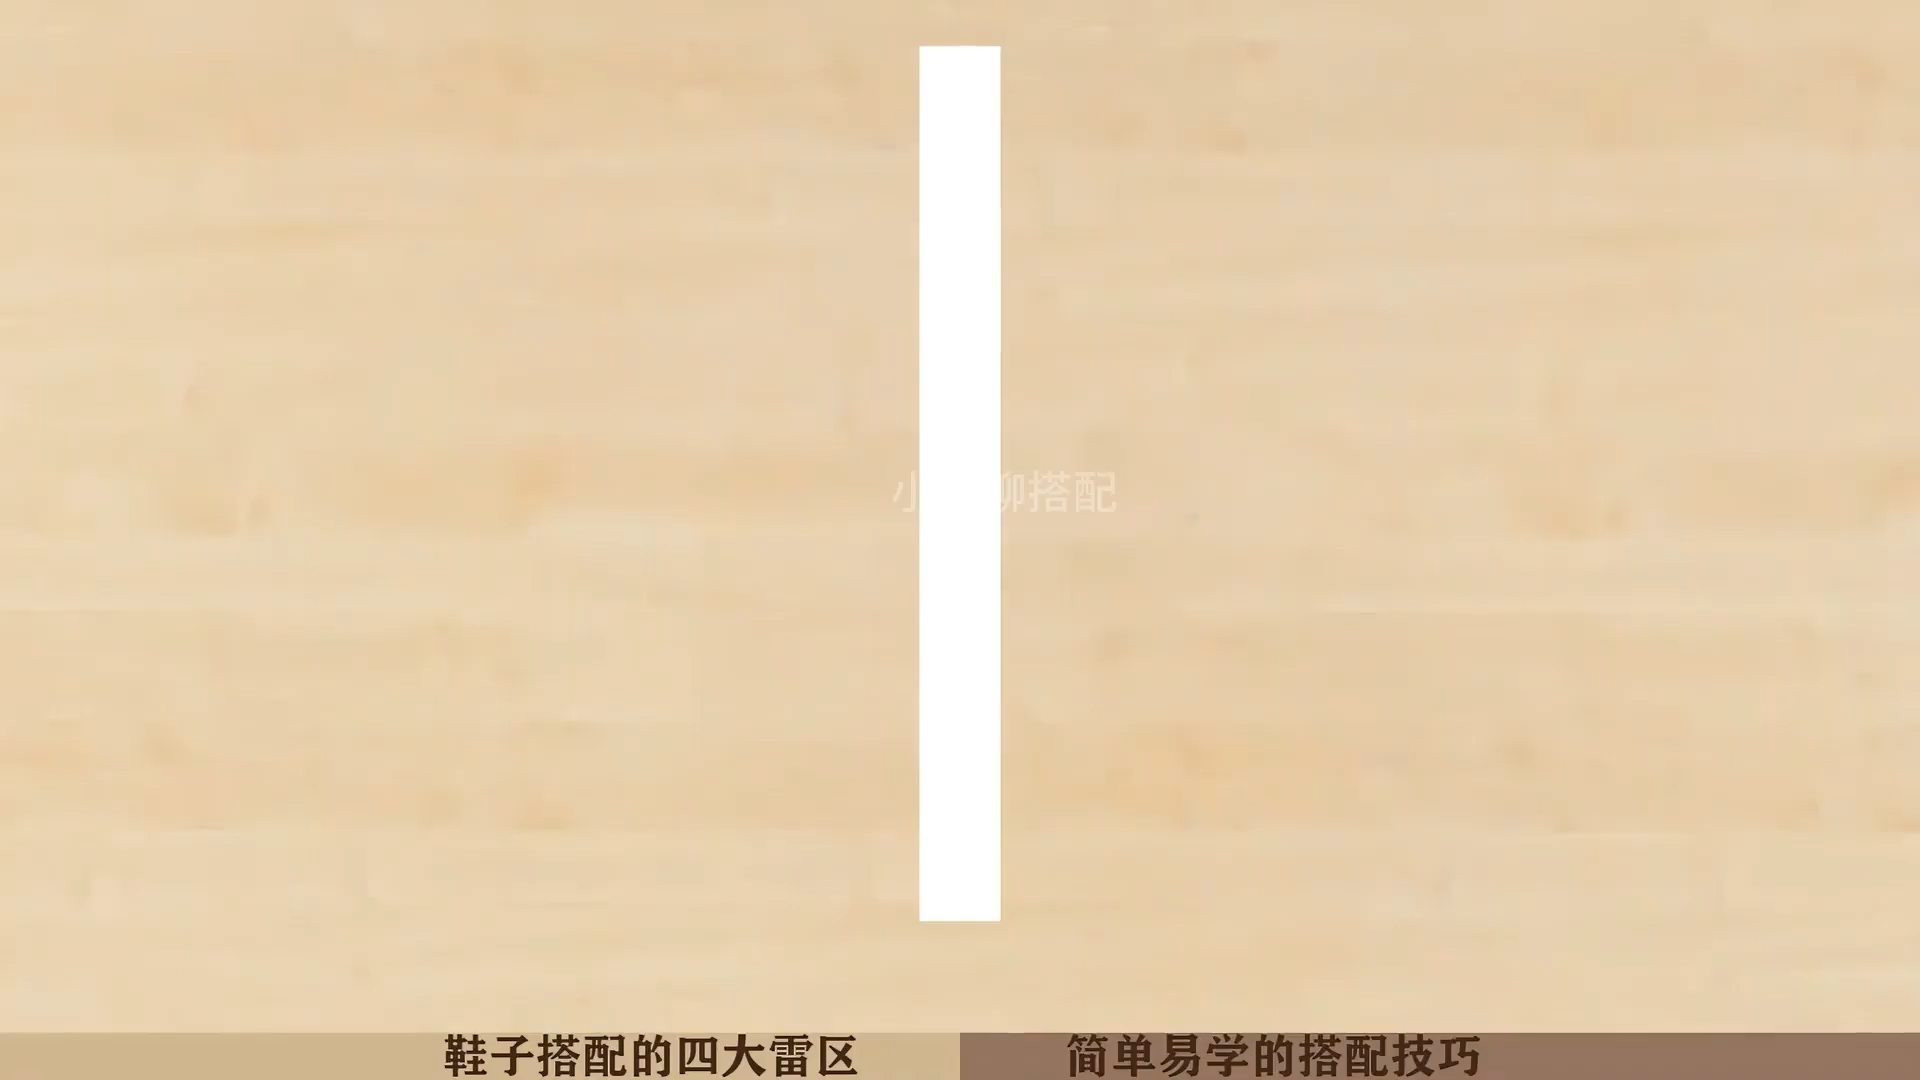 小 聊搭配
鞋子搭配的四大雷区
简单易学的搭配技巧